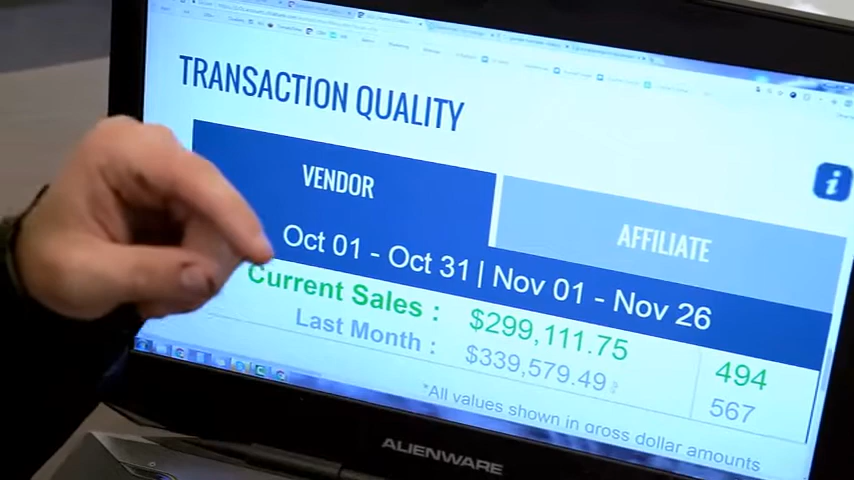 TRANSACTION QUALITY
VENDOR
AFFILIATE
Oct 01 - Oct 31 | Nov 01 - Nov 26
Current Sales : $299,111.75 494
Last Month : $339,579.49 567
*All values shown in gross dollar amounts
ALIENWARE